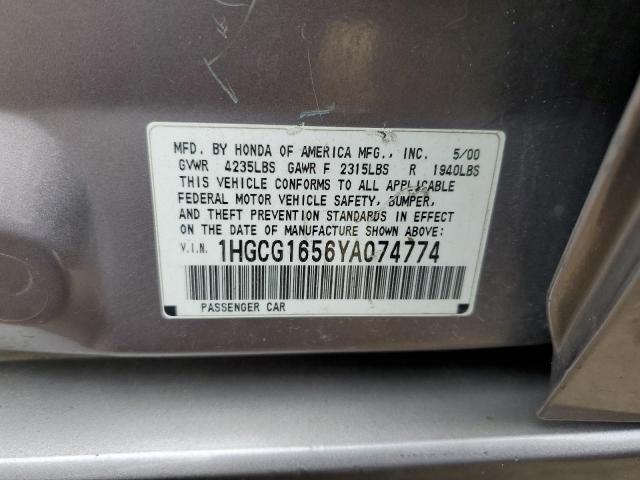 MFD. BY HONDA OF AMERICA MFG., INC. 5/00
GVWR 4235LBS GAWR F 2315LBS R 1940LBS
THIS VEHICLE CONFORMS TO ALL APPLICABLE
FEDERAL MOTOR VEHICLE SAFETY, BUMPER,
AND THEFT PREVENTION STANDARDS IN EFFECT
ON THE DATE OF MANUFACTURE SHOWN ABOVE:
V.I.N. 1HGCG1656YA074774
PASSENGER CAR